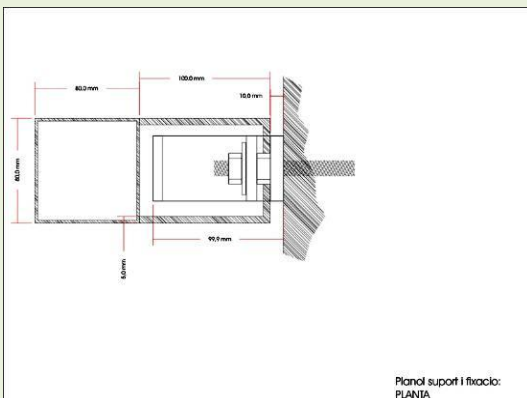 100.0 mm
80.0 mm
10,0 mm
80,0 mm
99,9 mm
5,0 mm
Planol suport i fixacio:
PLANTA